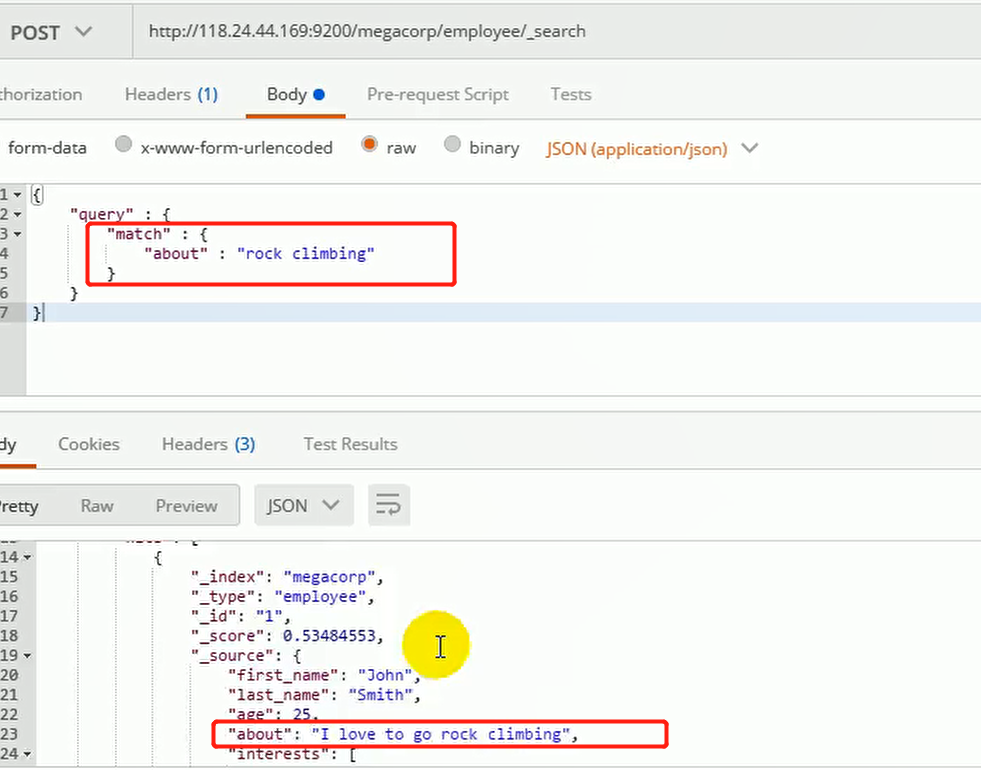 POST http://118.24.44.169:9200/megacorp/employee/_search
thorization Headers (1) Body Pre-request Script Tests
form-data x-www-form-urlencoded raw binary JSON (application/json)
1 {
2 "query" : {
3 "match" : {
4 "about" : "rock climbing"
5 }
6 }
7 }
dy Cookies Headers (3) Test Results
retty Raw Preview JSON
14 {
15 "_index": "megacorp",
16 "_type": "employee",
17 "_id": "1",
18 "_score": 0.53484553,
19 "_source": {
20 "first_name": "John",
21 "last_name": "Smith",
22 "age": 25,
23 "about": "I love to go rock climbing",
24 "interests": [